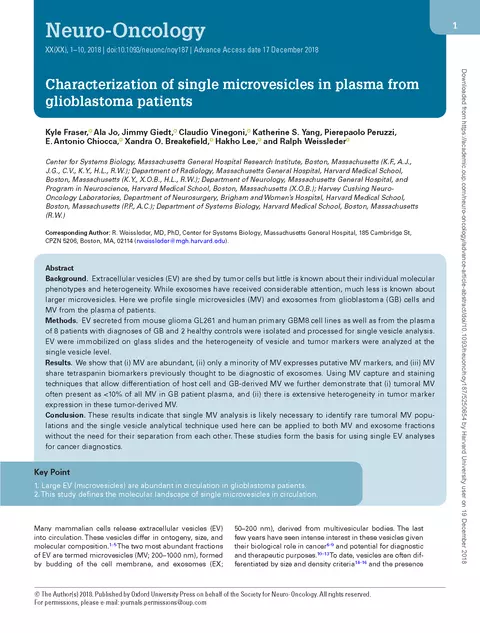 Neuro-Oncology
1
XX(XX), 1–10, 2018 | doi:10.1093/neuonc/noy187 | Advance Access date 17 December 2018
Characterization of single microvesicles in plasma from
glioblastoma patients
Kyle Fraser, Ala Jo, Jimmy Giedt, Claudio Vinegoni, Katherine S. Yang, Pierepaolo Peruzzi,
E. Antonio Chiocca, Xandra O. Breakefield, Hakho Lee, and Ralph Weissleder
Center for Systems Biology, Massachusetts General Hospital Research Institute, Boston, Massachusetts (K.F., A.J.,
J.G., C.V., K.Y., H.L., R.W.); Department of Radiology, Massachusetts General Hospital, Harvard Medical School,
Boston, Massachusetts (K.Y., X.O.B., H.L., R.W.); Department of Neurology, Massachusetts General Hospital, and
Program in Neuroscience, Harvard Medical School, Boston, Massachusetts (X.O.B.); Harvey Cushing Neuro-
Oncology Laboratories, Department of Neurosurgery, Brigham and Women's Hospital, Harvard Medical School,
Boston, Massachusetts (P.P., A.C.); Department of Systems Biology, Harvard Medical School, Boston, Massachusetts
(R.W.)
Corresponding Author: R. Weissleder, MD, PhD, Center for Systems Biology, Massachusetts General Hospital, 185 Cambridge St,
CPZN 5206, Boston, MA, 02114 (rweissleder@mgh.harvard.edu).
Abstract
Background. Extracellular vesicles (EV) are shed by tumor cells but little is known about their individual molecular
phenotypes and heterogeneity. While exosomes have received considerable attention, much less is known about
larger microvesicles. Here we profile single microvesicles (MV) and exosomes from glioblastoma (GB) cells and
MV from the plasma of patients.
Methods. EV secreted from mouse glioma GL261 and human primary GBM8 cell lines as well as from the plasma
of 8 patients with diagnoses of GB and 2 healthy controls were isolated and processed for single vesicle analysis.
EV were immobilized on glass slides and the heterogeneity of vesicle and tumor markers were analyzed at the
single vesicle level.
Results. We show that (i) MV are abundant, (ii) only a minority of MV expresses putative MV markers, and (iii) MV
share tetraspanin biomarkers previously thought to be diagnostic of exosomes. Using MV capture and staining
techniques that allow differentiation of host cell and GB-derived MV we further demonstrate that (i) tumoral MV
often present as <10% of all MV in GB patient plasma, and (ii) there is extensive heterogeneity in tumor marker
expression in these tumor-derived MV.
Conclusion. These results indicate that single MV analysis is likely necessary to identify rare tumoral MV popu-
lations and the single vesicle analytical technique used here can be applied to both MV and exosome fractions
without the need for their separation from each other. These studies form the basis for using single EV analyses
for cancer diagnostics.
Key Point
1. Large EV (microvesicles) are abundant in circulation in glioblastoma patients.
2. This study defines the molecular landscape of single microvesicles in circulation.
Many mammalian cells release extracellular vesicles (EV)
into circulation. These vesicles differ in ontogeny, size, and
molecular composition.1–5 The two most abundant fractions
of EV are termed microvesicles (MV; 200–1000 nm), formed
by budding of the cell membrane, and exosomes (EX;
50–200 nm), derived from multivesicular bodies. The last
few years have seen intense interest in these vesicles given
their biological role in cancer6–9 and potential for diagnostic
and therapeutic purposes.10–12 To date, vesicles are often dif-
ferentiated by size and density criteria13–16 and the presence
© The Author(s) 2018. Published by Oxford University Press on behalf of the Society for Neuro-Oncology. All rights reserved.
For permissions, please e-mail: journals.permissions@oup.com
Downloaded from https://academic.oup.com/neuro-oncology/advance-article-abstract/doi/10.1093/neuonc/noy187/5250654 by Harvard University user on 19 December 2018